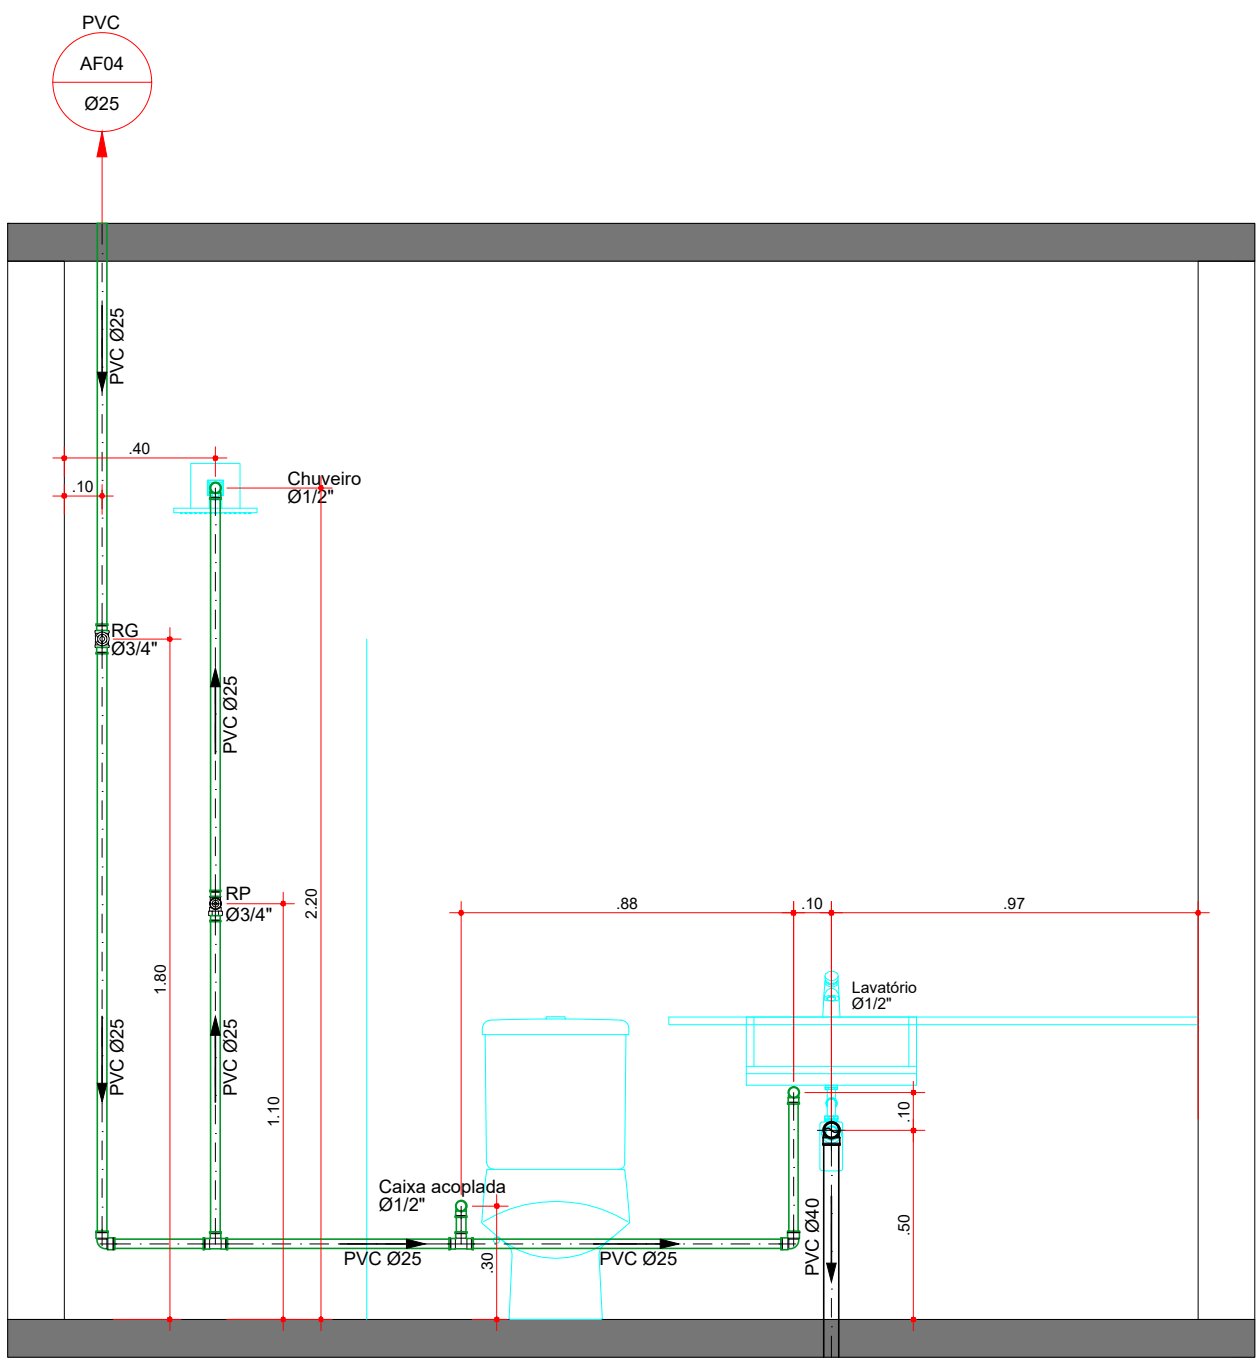 PVC
AF04
Ø25
PVC Ø25
.40
.10
Chuveiro
Ø1/2"
RG
Ø3/4"
PVC Ø25
RP
Ø3/4"
2.20
.88
.10
.97
1.80
Lavatório
Ø1/2"
PVC Ø25
PVC Ø25
1.10
.10
Caixa acoplada
Ø1/2"
PVC Ø40
.50
.30
PVC Ø25
PVC Ø25